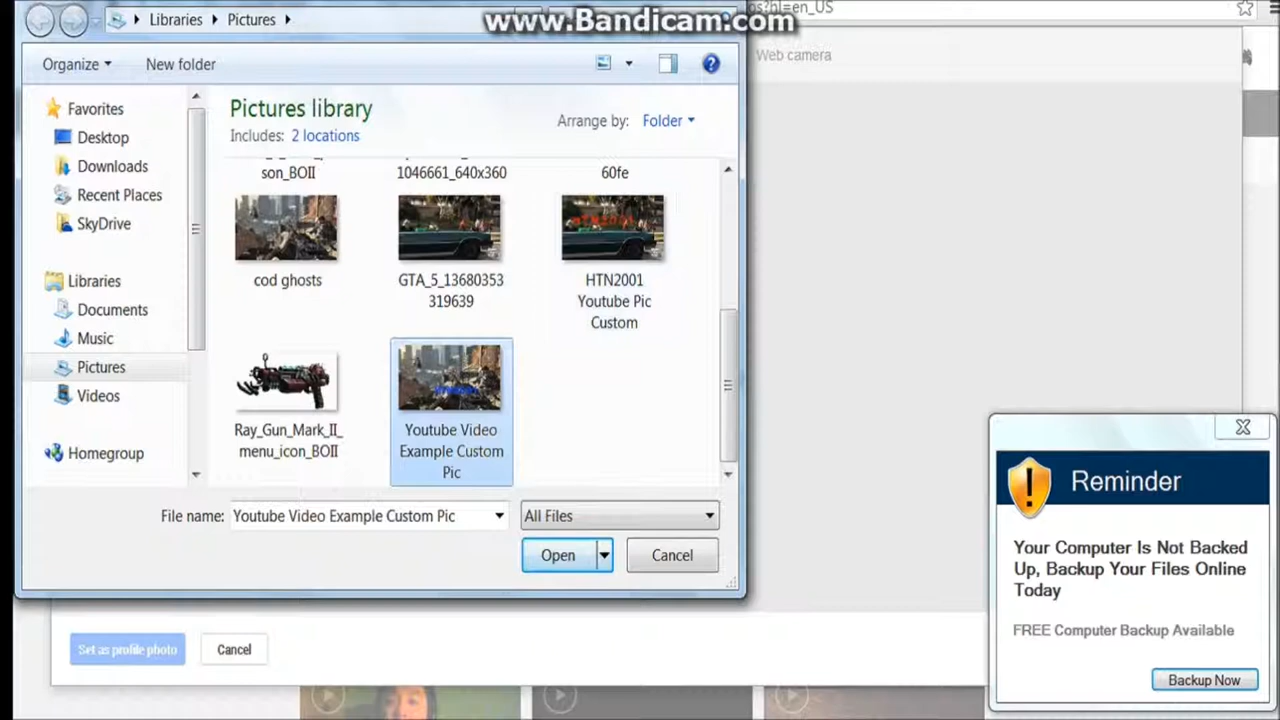 www.Bandicam.com
os?hl=en_US
Libraries
Pictures
Organize
New folder
Web camera
Favorites
Desktop
Downloads
Recent Places
SkyDrive
Libraries
Documents
Music
Pictures
Videos
Homegroup
Pictures library
Includes: 2 locations
Arrange by: Folder
son_BOII
1046661_640x360
60fe
cod ghosts
GTA_5_13680353
319639
HTN2001
Youtube Pic
Custom
Ray_Gun_Mark_II_
menu_icon_BOII
Youtube Video
Example Custom
Pic
File name: Youtube Video Example Custom Pic
All Files
Open
Cancel
Set as profile photo
Cancel
Reminder
Your Computer Is Not Backed
Up, Backup Your Files Online
Today
FREE Computer Backup Available
Backup Now